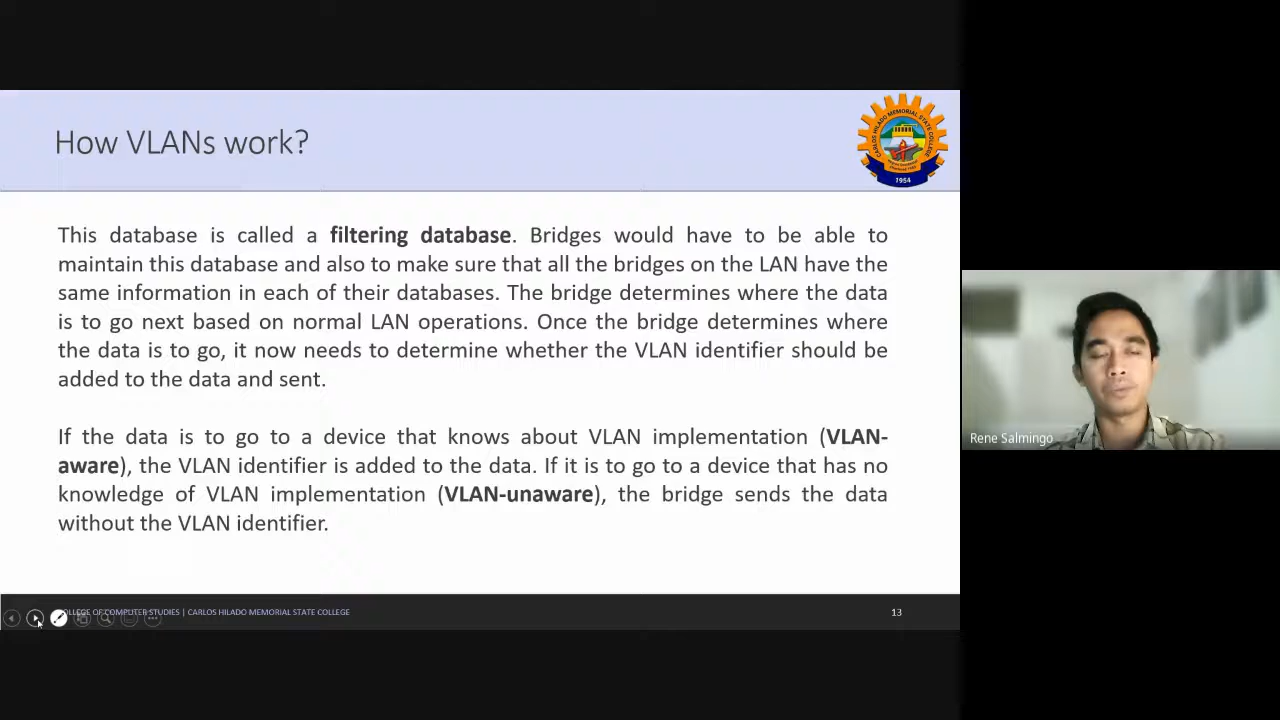 How VLANs work?
CARLOS HILADO MEMORIAL STATE COLLEGE
1954
This database is called a filtering database. Bridges would have to be able to
maintain this database and also to make sure that all the bridges on the LAN have the
same information in each of their databases. The bridge determines where the data
is to go next based on normal LAN operations. Once the bridge determines where
the data is to go, it now needs to determine whether the VLAN identifier should be
added to the data and sent.
If the data is to go to a device that knows about VLAN implementation (VLAN-
aware), the VLAN identifier is added to the data. If it is to go to a device that has no
knowledge of VLAN implementation (VLAN-unaware), the bridge sends the data
without the VLAN identifier.
Rene Salmingo
COLLEGE OF COMPUTER STUDIES | CARLOS HILADO MEMORIAL STATE COLLEGE
13